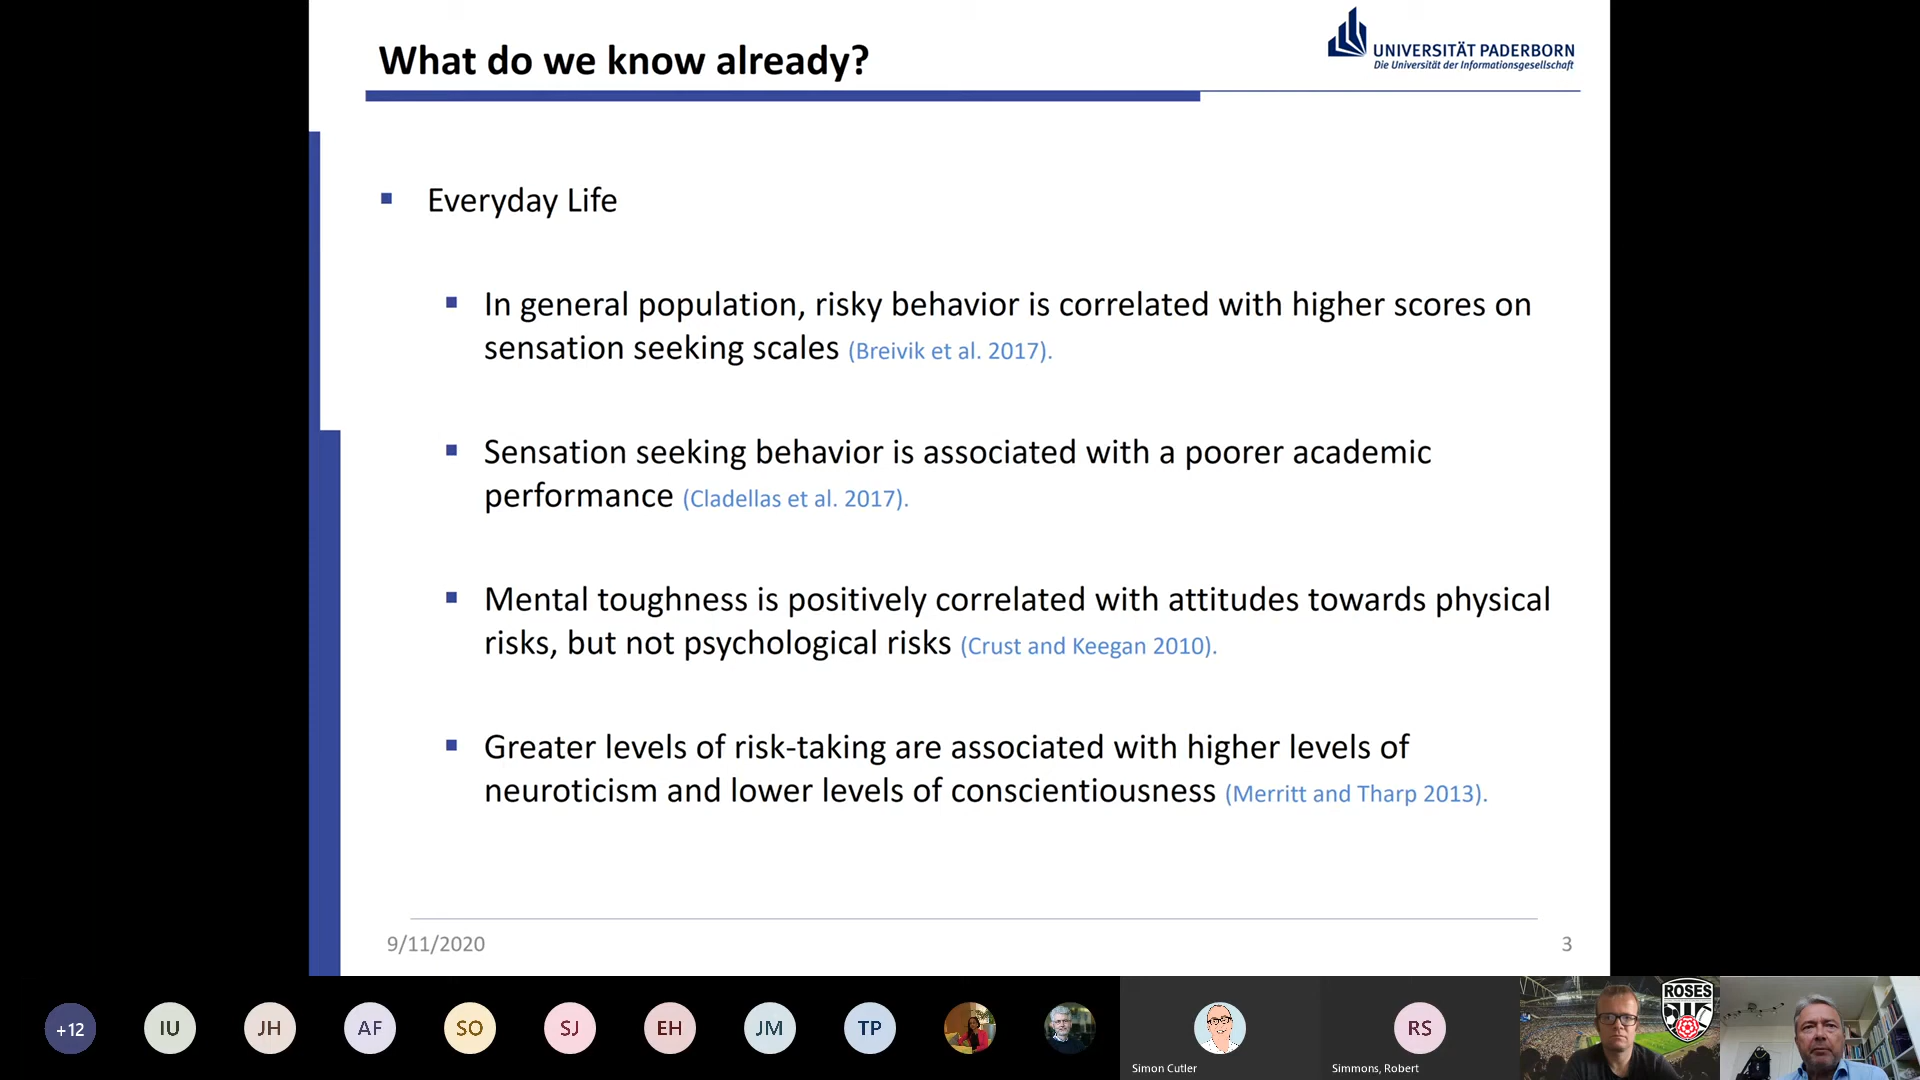 What do we know already?
UNIVERSITÄT PADERBORN
Die Universität der Informationsgesellschaft
Everyday Life
In general population, risky behavior is correlated with higher scores on
sensation seeking scales (Breivik et al. 2017).
Sensation seeking behavior is associated with a poorer academic
performance (Cladellas et al. 2017).
Mental toughness is positively correlated with attitudes towards physical
risks, but not psychological risks (Crust and Keegan 2010).
Greater levels of risk-taking are associated with higher levels of
neuroticism and lower levels of conscientiousness (Merritt and Tharp 2013).
9/11/2020
3
+12
IU
JH
AF
SO
SJ
EH
JM
TP
Simon Cutler
RS
Simmons, Robert
ROSES